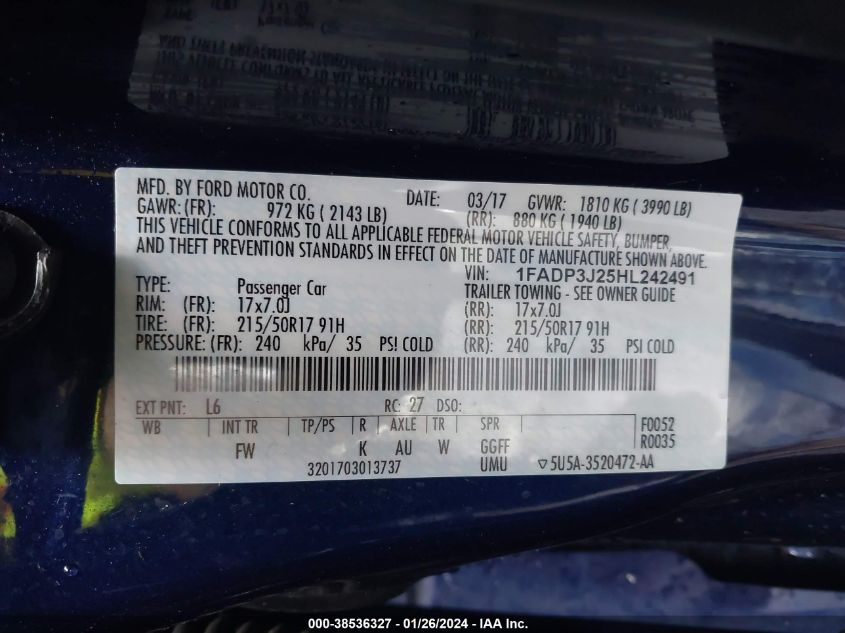 MFD. BY FORD MOTOR CO. DATE: 03/17 GVWR: 1810 KG ( 3990 LB)
GAWR: (FR): 972 KG ( 2143 LB) (RR): 880 KG ( 1940 LB)
THIS VEHICLE CONFORMS TO ALL APPLICABLE FEDERAL MOTOR VEHICLE SAFETY, BUMPER,
AND THEFT PREVENTION STANDARDS IN EFFECT ON THE DATE OF MANUFACTURE SHOWN ABOVE.
VIN: 1FADP3J25HL242491
TYPE: Passenger Car TRAILER TOWING - SEE OWNER GUIDE
RIM: (FR): 17x7.0J (RR): 17x7.0J
TIRE: (FR): 215/50R17 91H (RR): 215/50R17 91H
PRESSURE: (FR): 240 kPa/ 35 PSI COLD (RR): 240 kPa/ 35 PSI COLD
EXT PNT: L6 RC: 27 DSO:
WB INT TR TP/PS R AXLE TR SPR F0052
FW K AU W GGFF R0035
3201703013737 UMU ▽5U5A-3520472-AA
000-38536327 - 01/26/2024 - IAA Inc.